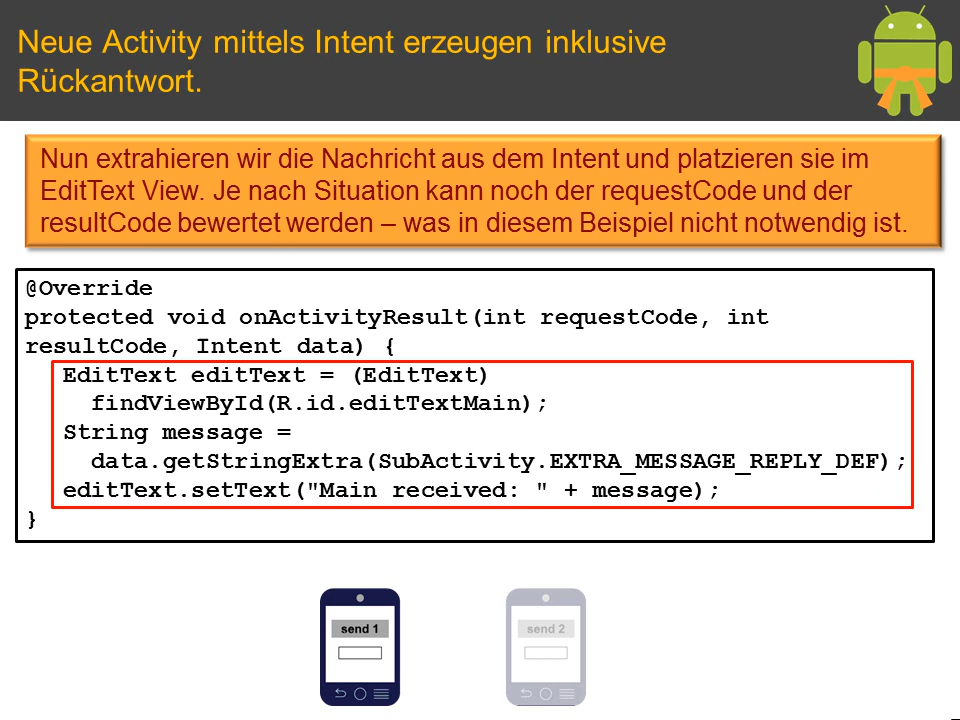 Neue Activity mittels Intent erzeugen inklusive
Rückantwort.
Nun extrahieren wir die Nachricht aus dem Intent und platzieren sie im
EditText View. Je nach Situation kann noch der requestCode und der
resultCode bewertet werden – was in diesem Beispiel nicht notwendig ist.
@Override
protected void onActivityResult(int requestCode, int
resultCode, Intent data) {
EditText editText = (EditText)
findViewById(R.id.editTextMain);
String message =
data.getStringExtra(SubActivity.EXTRA_MESSAGE_REPLY_DEF);
editText.setText("Main received: " + message);
}
send 1
send 2